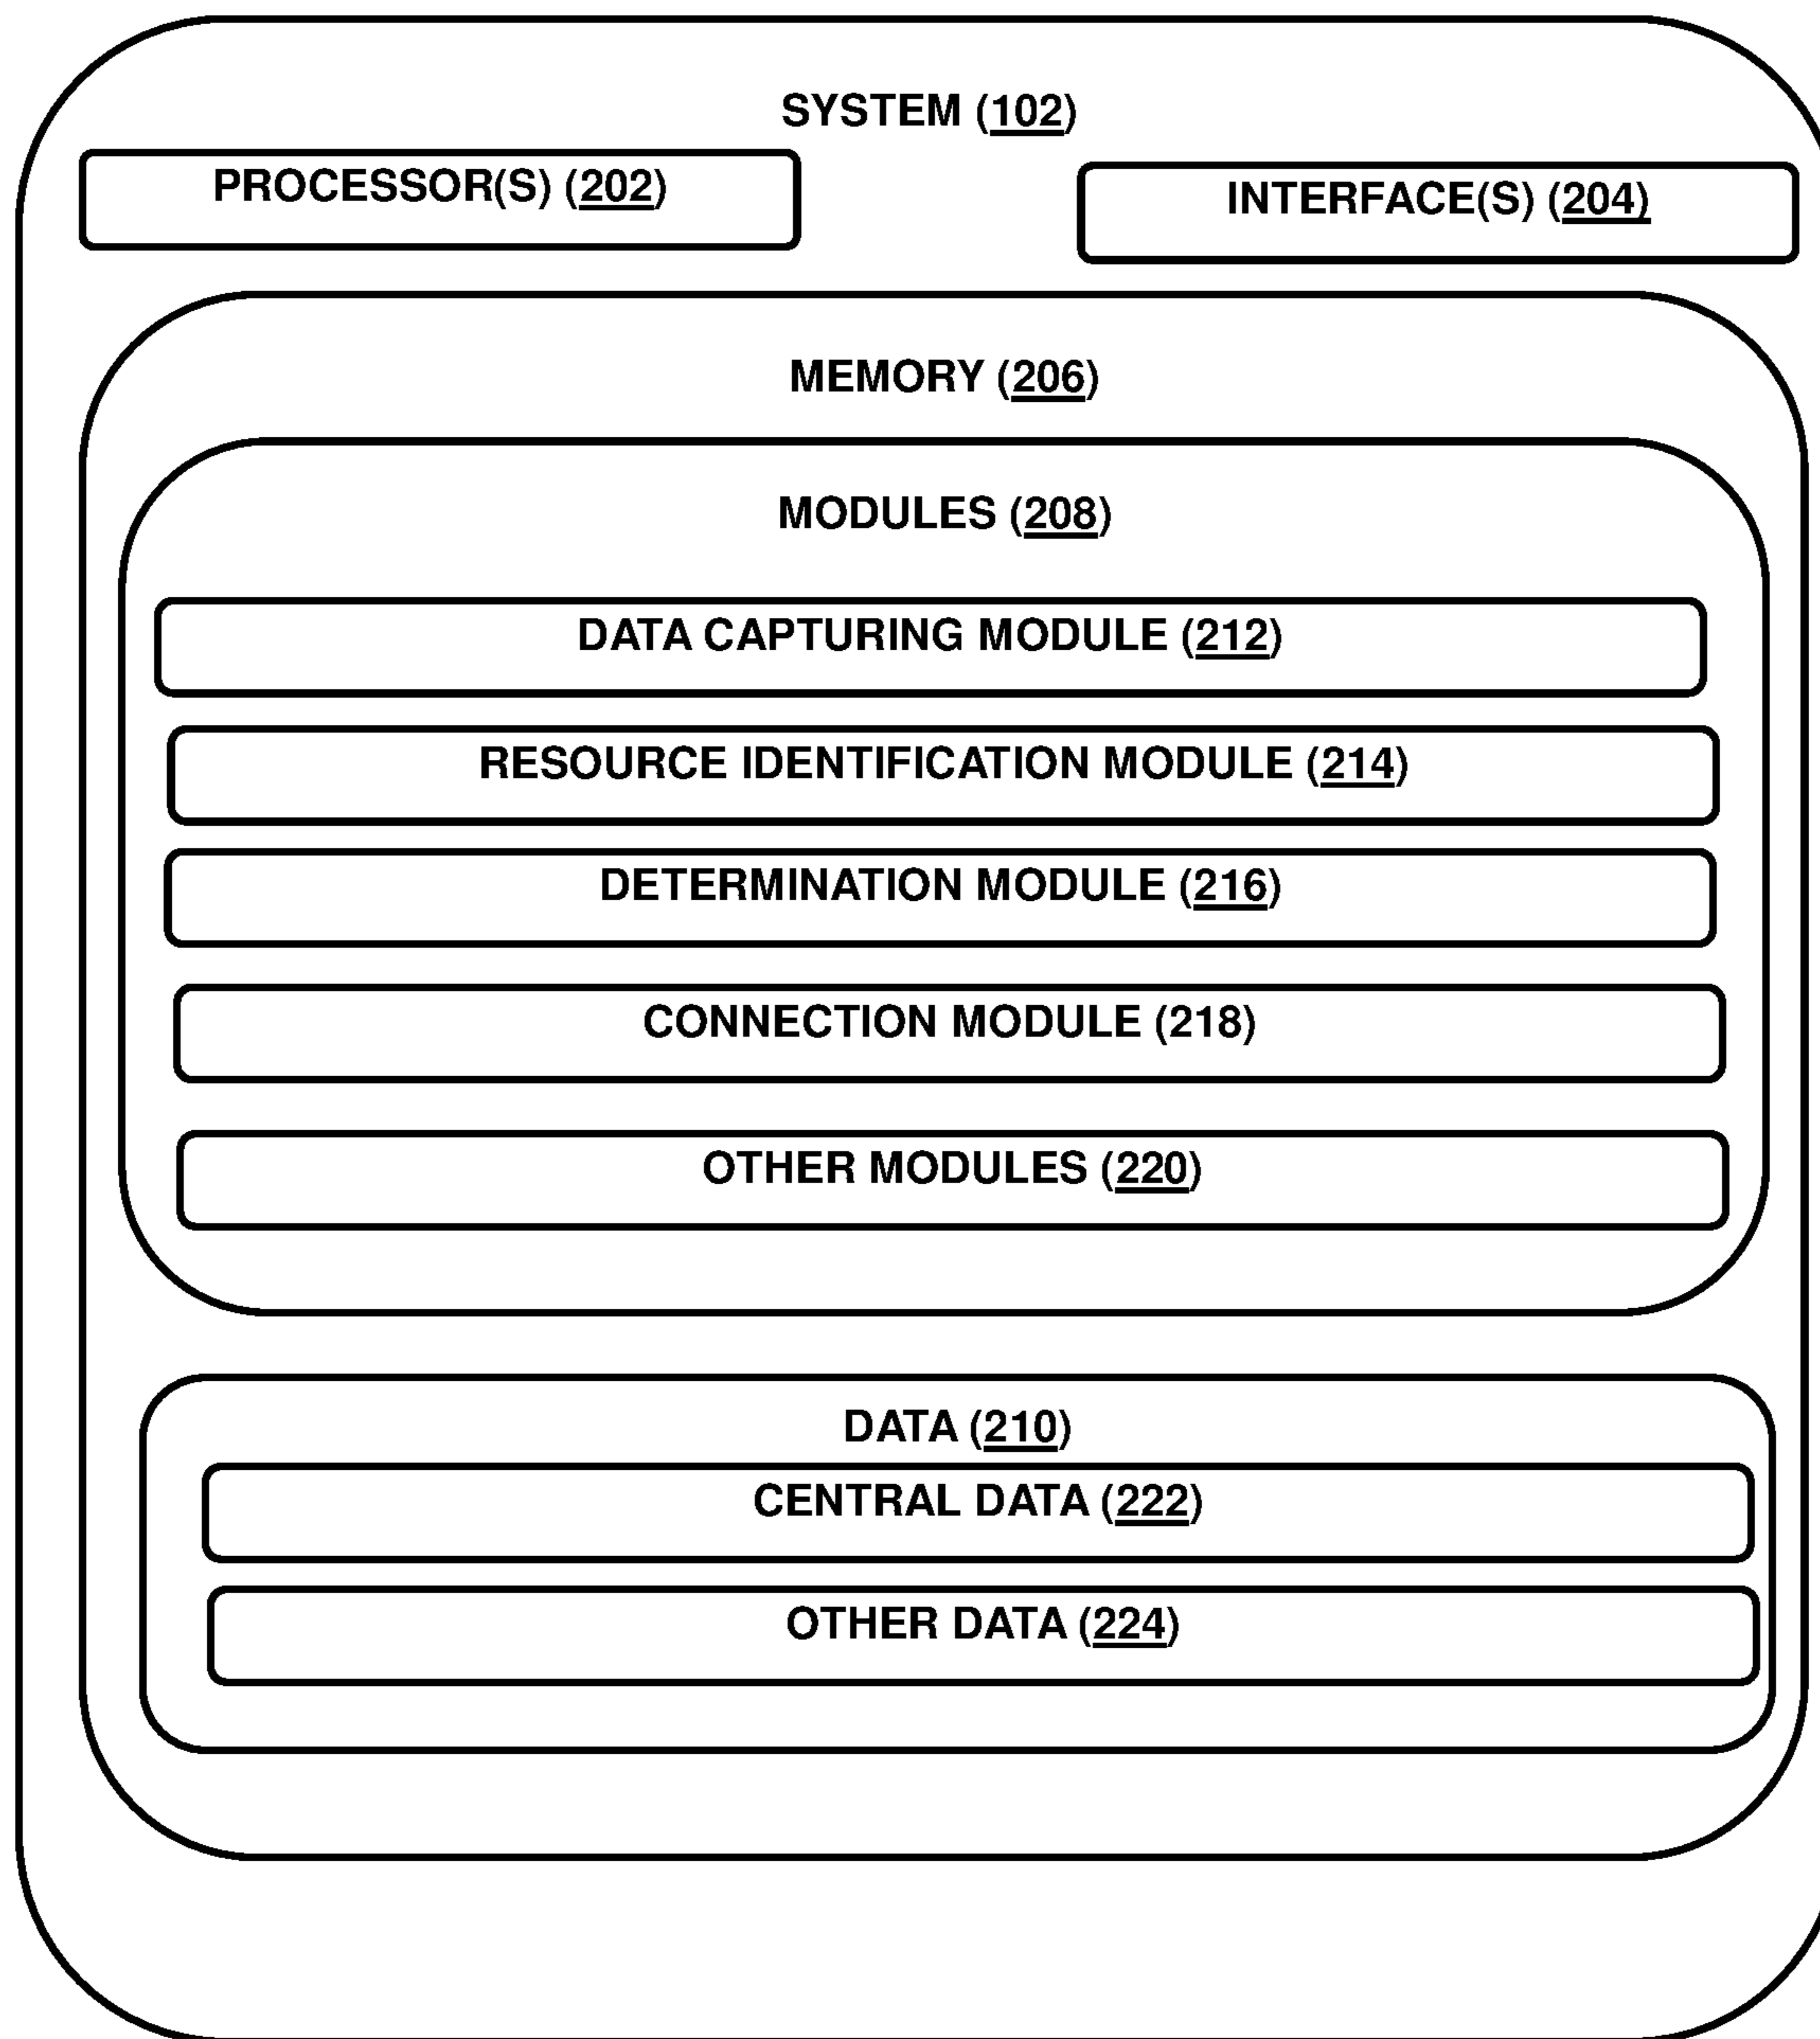 SYSTEM (102)
PROCESSOR(S) (202)
INTERFACE(S) (204)
MEMORY (206)
MODULES (208)
DATA CAPTURING MODULE (212)
RESOURCE IDENTIFICATION MODULE (214)
DETERMINATION MODULE (216)
CONNECTION MODULE (218)
OTHER MODULES (220)
DATA (210)
CENTRAL DATA (222)
OTHER DATA (224)